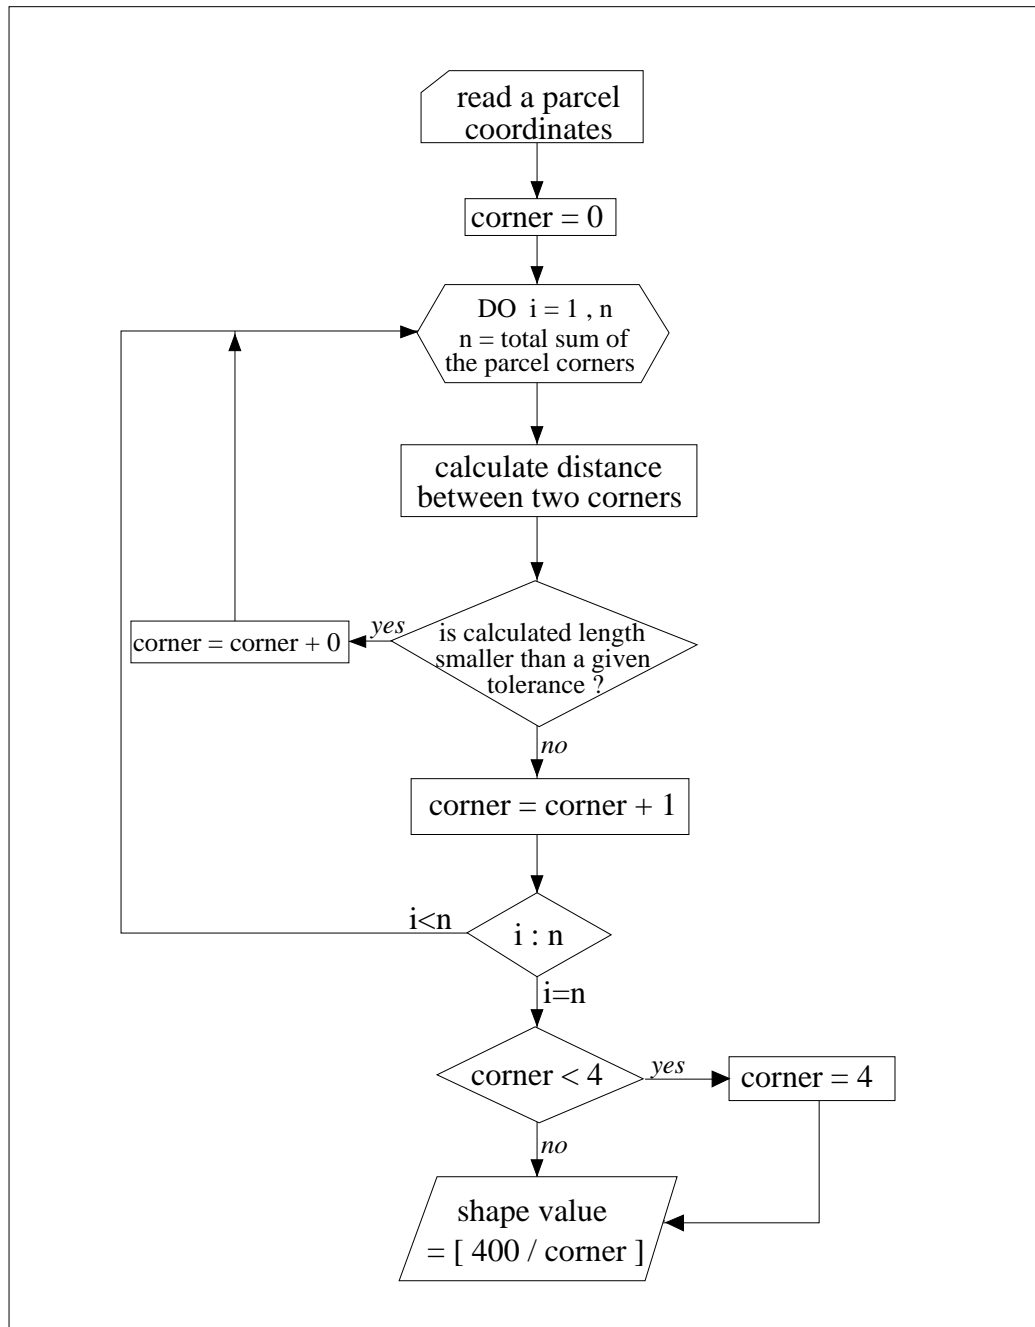 read a parcel
coordinates
corner = 0
DO i = 1 , n
n = total sum of
the parcel corners
calculate distance
between two corners
is calculated length
smaller than a given
tolerance ?
yes
corner = corner + 0
no
corner = corner + 1
i : n
i<n
i=n
corner < 4
yes
corner = 4
no
shape value
= [ 400 / corner ]